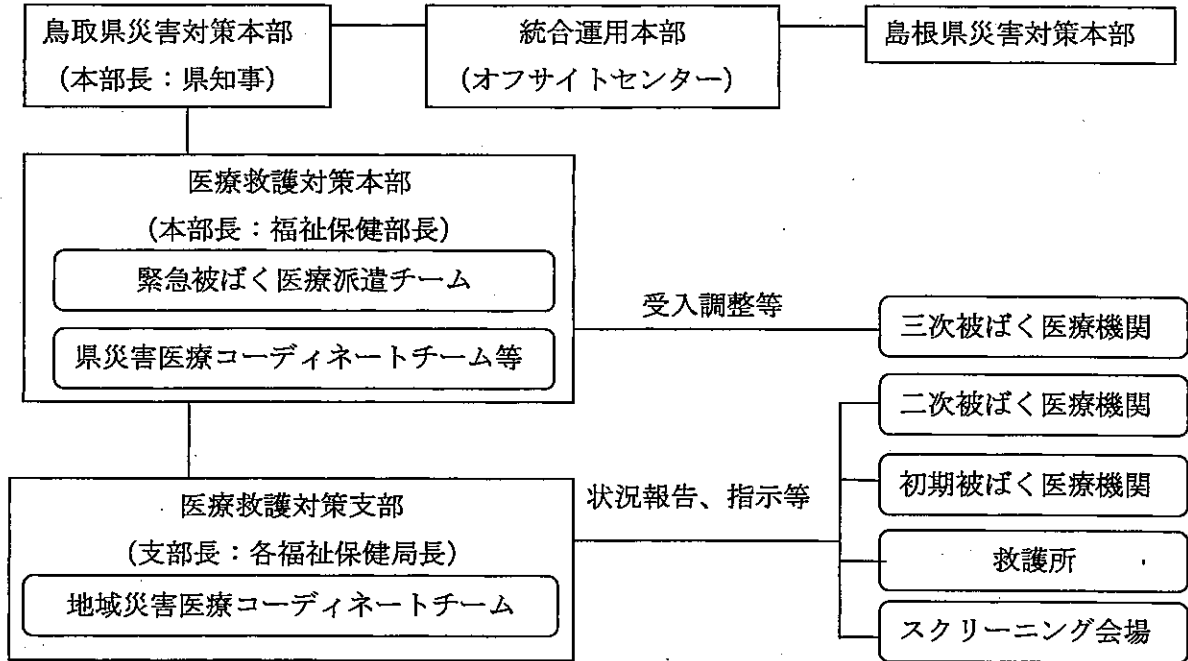 鳥取県災害対策本部
(本部長:県知事)
統合運用本部
(オフサイトセンター)
島根県災害対策本部
医療救護対策本部
(本部長:福祉保健部長)
緊急被ばく医療派遣チーム
県災害医療コーディネートチーム等
受入調整等
三次被ばく医療機関
二次被ばく医療機関
初期被ばく医療機関
救護所
スクリーニング会場
状況報告、指示等
医療救護対策支部
(支部長:各福祉保健局長)
地域災害医療コーディネートチーム